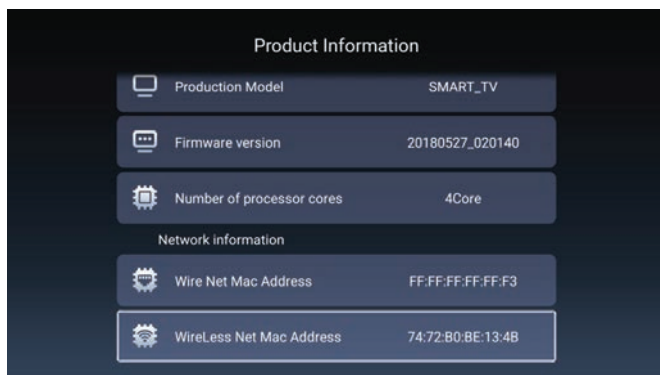 Product Information
Production Model SMART_TV
Firmware version 20180527_020140
Number of processor cores 4Core
Network information
Wire Net Mac Address FF:FF:FF:FF:FF:F3
WireLess Net Mac Address 74:72:B0:BE:13:4B